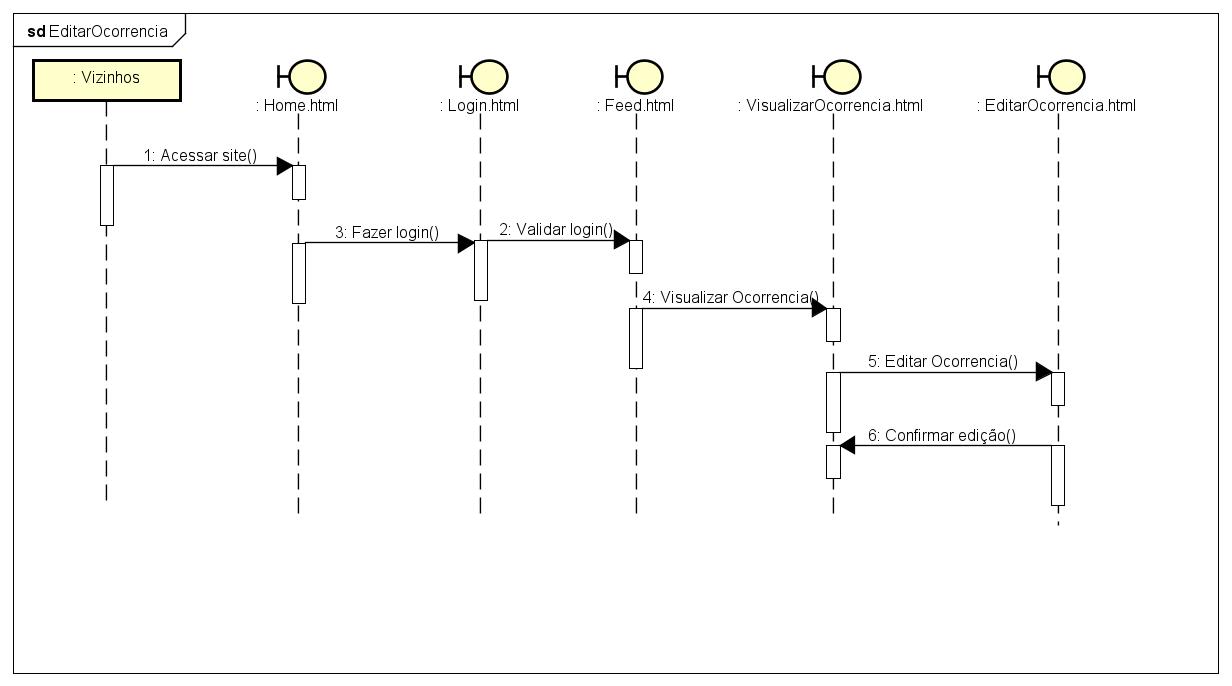 sd EditarOcorrencia
: Vizinhos
: Home.html
: Login.html
: Feed.html
: VisualizarOcorrencia.html
: EditarOcorrencia.html
1: Acessar site()
3: Fazer login()
2: Validar login()
4: Visualizar Ocorrencia()
5: Editar Ocorrencia()
6: Confirmar edição()